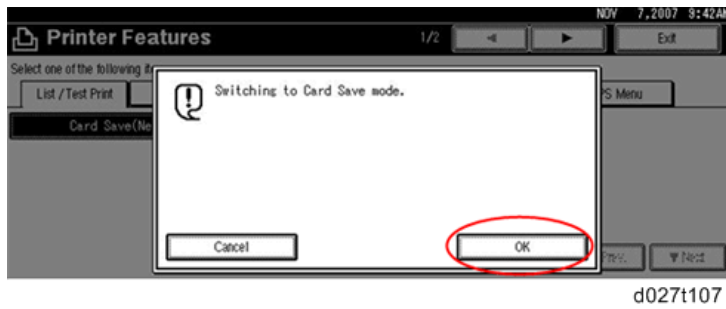 NOV 7,2007 9:42AM
Printer Features 1/2 ◄ ► Exit
Select one of the following
List /Test Print PS Menu
Card Save(Ne
Switching to Card Save mode.
Cancel OK
Prev. ▼Next
d027t107